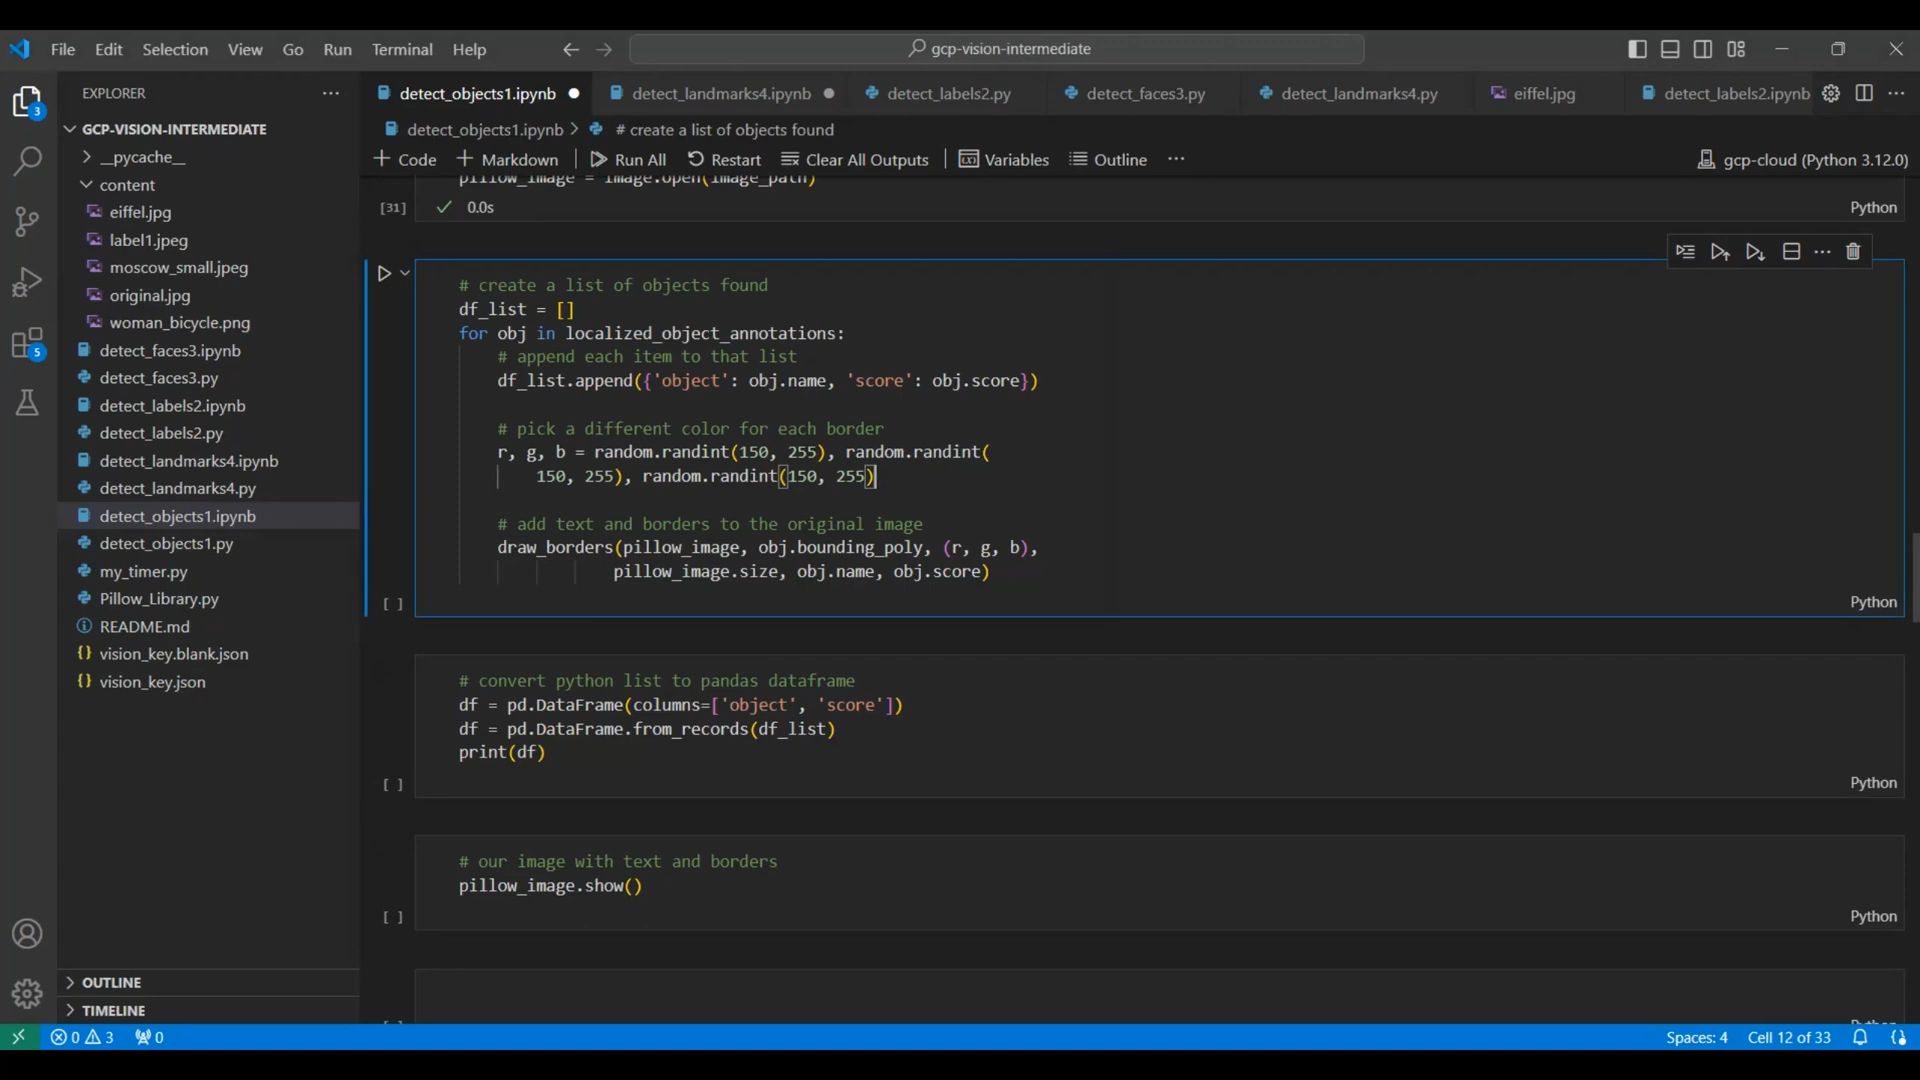 File Edit Selection View Go Run Terminal Help
gcp-vision-intermediate
EXPLORER
detect_objects1.ipynb
detect_landmarks4.ipynb
detect_labels2.py
detect_faces3.py
detect_landmarks4.py
eiffel.jpg
detect_labels2.ipynb
detect_objects1.ipynb > # create a list of objects found
Code Markdown Run All Restart Clear All Outputs Variables Outline ...
gcp-cloud (Python 3.12.0)
GCP-VISION-INTERMEDIATE
__pycache__
content
eiffel.jpg
label1.jpeg
moscow_small.jpeg
original.jpg
woman_bicycle.png
detect_faces3.ipynb
detect_faces3.py
detect_labels2.ipynb
detect_labels2.py
detect_landmarks4.ipynb
detect_landmarks4.py
detect_objects1.ipynb
detect_objects1.py
my_timer.py
Pillow_Library.py
README.md
vision_key.blank.json
vision_key.json
OUTLINE
TIMELINE
3
5
pillow_image = Image.open(image_path)
[31] 0.0s
Python
# create a list of objects found
df_list = []
for obj in localized_object_annotations:
# append each item to that list
df_list.append({'object': obj.name, 'score': obj.score})
# pick a different color for each border
r, g, b = random.randint(150, 255), random.randint(
150, 255), random.randint(150, 255)
# add text and borders to the original image
draw_borders(pillow_image, obj.bounding_poly, (r, g, b),
pillow_image.size, obj.name, obj.score)
[ ]
Python
# convert python list to pandas dataframe
df = pd.DataFrame(columns=['object', 'score'])
df = pd.DataFrame.from_records(df_list)
print(df)
[ ]
Python
# our image with text and borders
pillow_image.show()
[ ]
Python
0 3 0
Spaces: 4 Cell 12 of 33